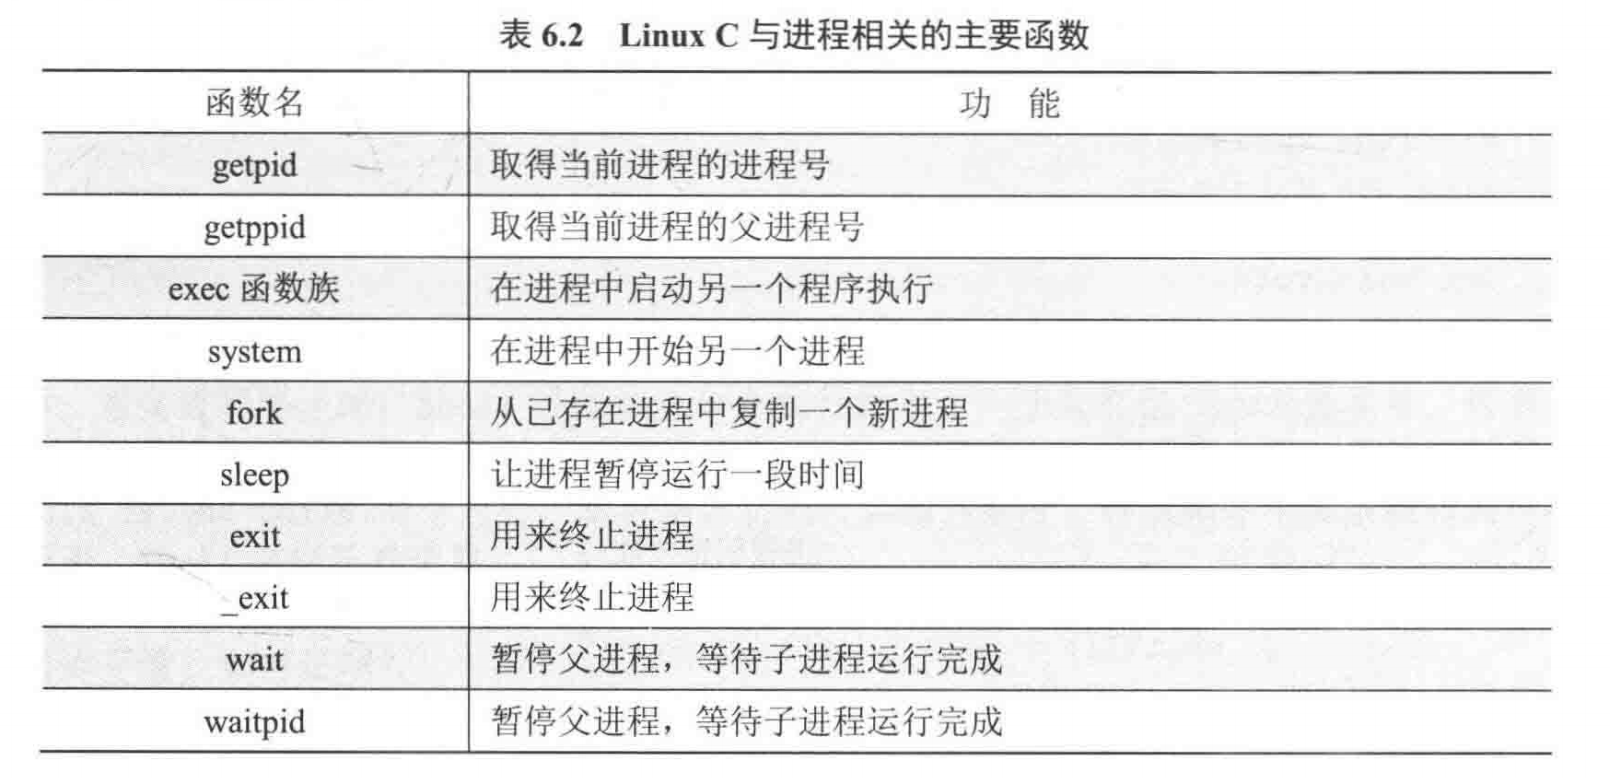 表 6.2 Linux C 与进程相关的主要函数
函数名 功 能
getpid 取得当前进程的进程号
getppid 取得当前进程的父进程号
exec 函数族 在进程中启动另一个程序执行
system 在进程中开始另一个进程
fork 从已存在进程中复制一个新进程
sleep 让进程暂停运行一段时间
exit 用来终止进程
_exit 用来终止进程
wait 暂停父进程，等待子进程运行完成
waitpid 暂停父进程，等待子进程运行完成